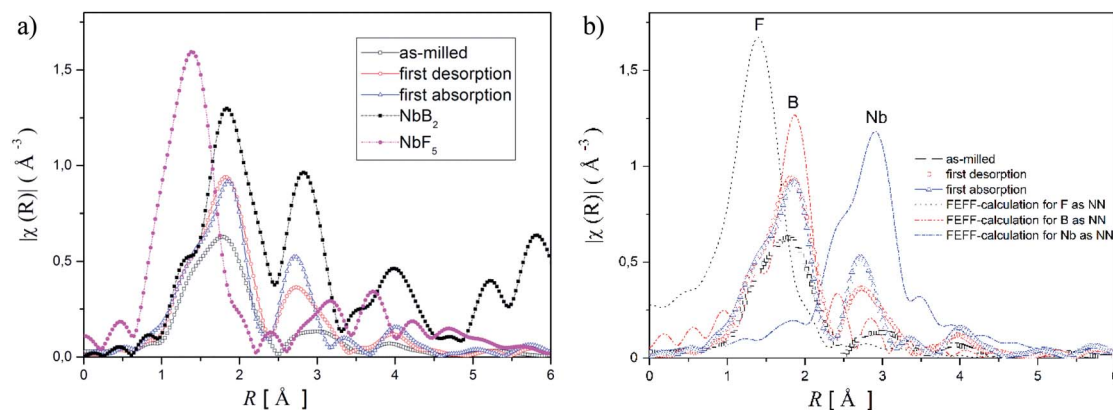 a)
1,5
1,0
0,5
0,0
|χ(R)| (Å⁻³)
as-milled
first desorption
first absorption
NbB₂
NbF₅
0 1 2 3 4 5 6
R [Å]
b)
1,5
1,0
0,5
0
|χ(R)| (Å⁻³)
F
B
Nb
as-milled
first desorption
first absorption
FEFF-calculation for F as NN
FEFF-calculation for B as NN
FEFF-calculation for Nb as NN
0 1 2 3 4 5 6
R [Å]